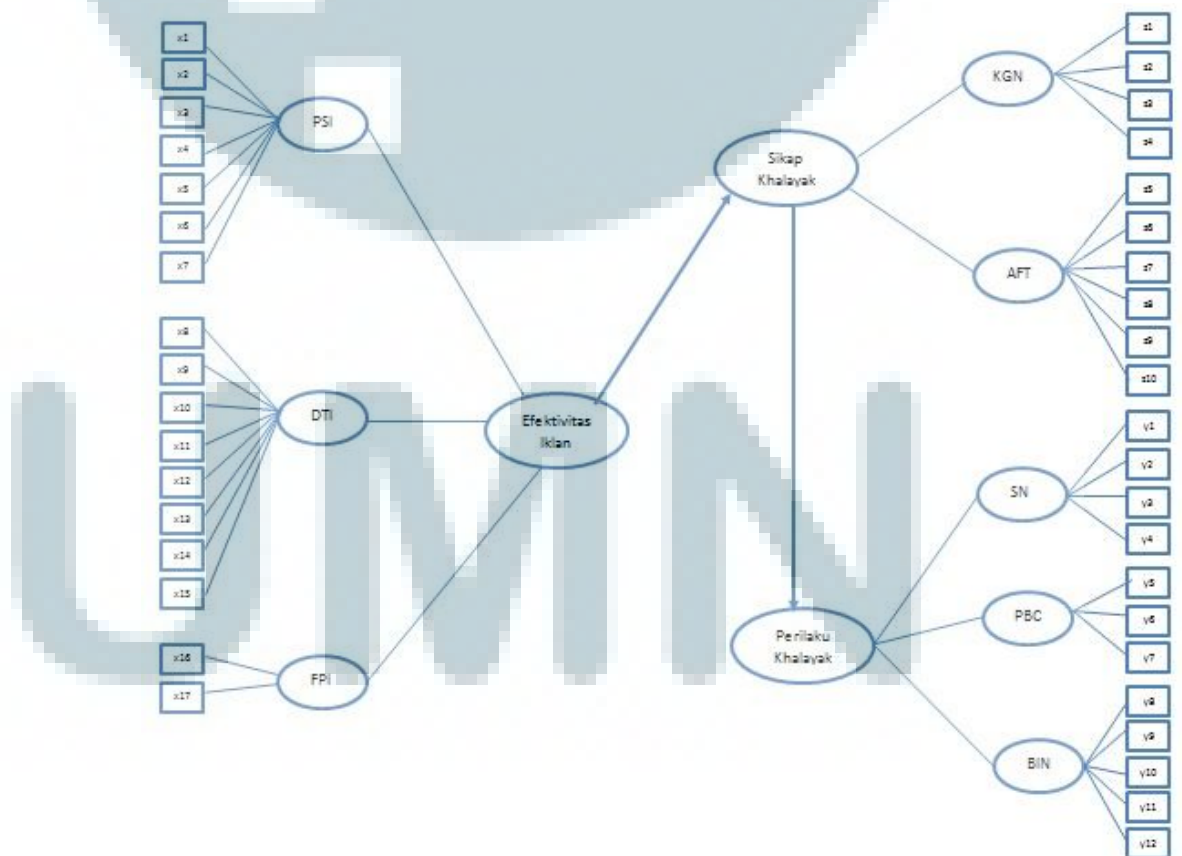 x1
x2
x3
x4
x5
x6
x7
PSI
x8
x9
x10
x11
x12
x13
x14
x15
DTI
x16
x17
FPI
Efektivitas
Iklan
Sikap
Khalayak
Perilaku
Khalayak
KGN
z1
z2
z3
z4
AFT
z5
z6
z7
z8
z9
z10
SN
y1
y2
y3
y4
PBC
y5
y6
y7
BIN
y8
y9
y10
y11
y12
UMN